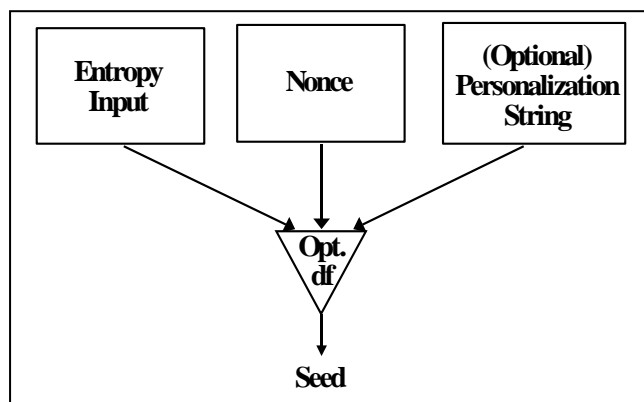 Entropy
Input
Nonce
(Optional)
Personalization
String
Opt.
df
Seed